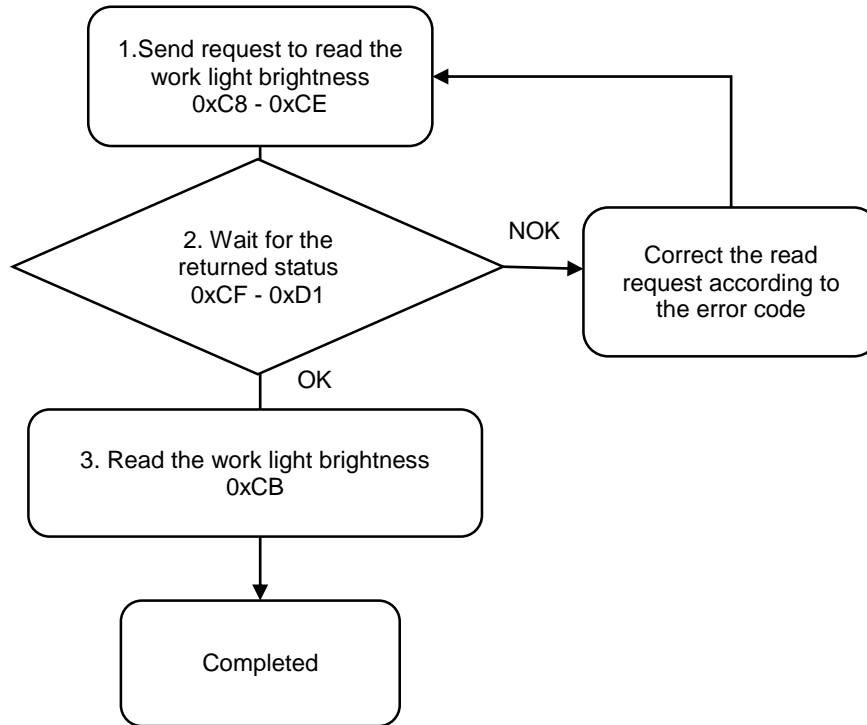 1.Send request to read the
work light brightness
0xC8 - 0xCE
2. Wait for the
returned status
0xCF - 0xD1
NOK
Correct the read
request according to
the error code
OK
3. Read the work light brightness
0xCB
Completed